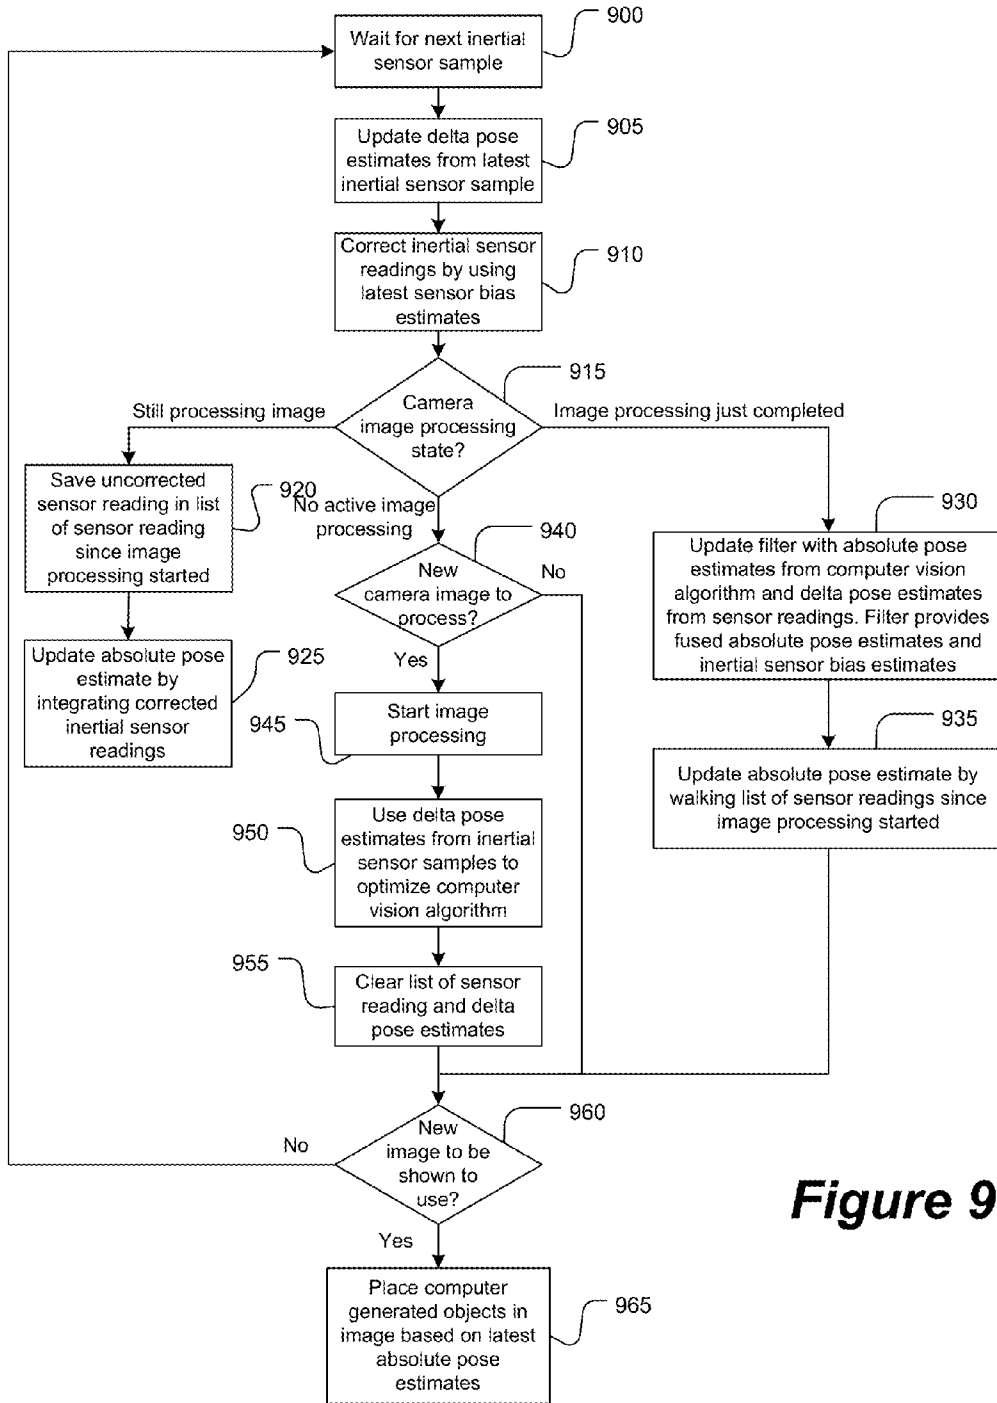 900
Wait for next inertial
sensor sample
905
Update delta pose
estimates from latest
inertial sensor sample
910
Correct inertial sensor
readings by using
latest sensor bias
estimates
915
Camera
image processing
state?
Still processing image
Image processing just completed
No active image
processing
920
Save uncorrected
sensor reading in list
of sensor reading
since image
processing started
925
Update absolute pose
estimate by
integrating corrected
inertial sensor
readings
930
Update filter with absolute pose
estimates from computer vision
algorithm and delta pose estimates
from sensor readings. Filter provides
fused absolute pose estimates and
inertial sensor bias estimates
935
Update absolute pose estimate by
walking list of sensor readings since
image processing started
940
New
camera image to
process?
No
Yes
945
Start image
processing
950
Use delta pose
estimates from inertial
sensor samples to
optimize computer
vision algorithm
955
Clear list of sensor
reading and delta
pose estimates
960
New
image to be
shown to
use?
No
Yes
965
Place computer
generated objects in
image based on latest
absolute pose
estimates
Figure 9